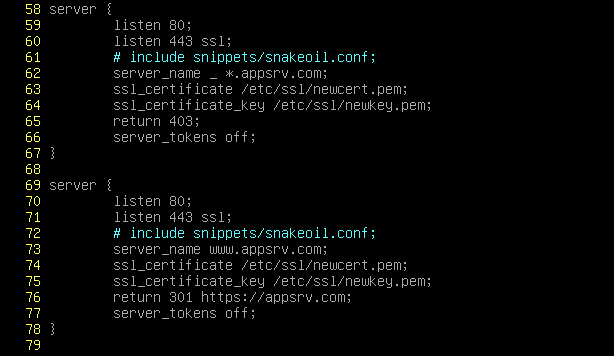 58 server {
59 listen 80;
60 listen 443 ssl;
61 # include snippets/snakeoil.conf;
62 server_name _ *.appsrv.com;
63 ssl_certificate /etc/ssl/newcert.pem;
64 ssl_certificate_key /etc/ssl/newkey.pem;
65 return 403;
66 server_tokens off;
67 }
68
69 server {
70 listen 80;
71 listen 443 ssl;
72 # include snippets/snakeoil.conf;
73 server_name www.appsrv.com;
74 ssl_certificate /etc/ssl/newcert.pem;
75 ssl_certificate_key /etc/ssl/newkey.pem;
76 return 301 https://appsrv.com;
77 server_tokens off;
78 }
79